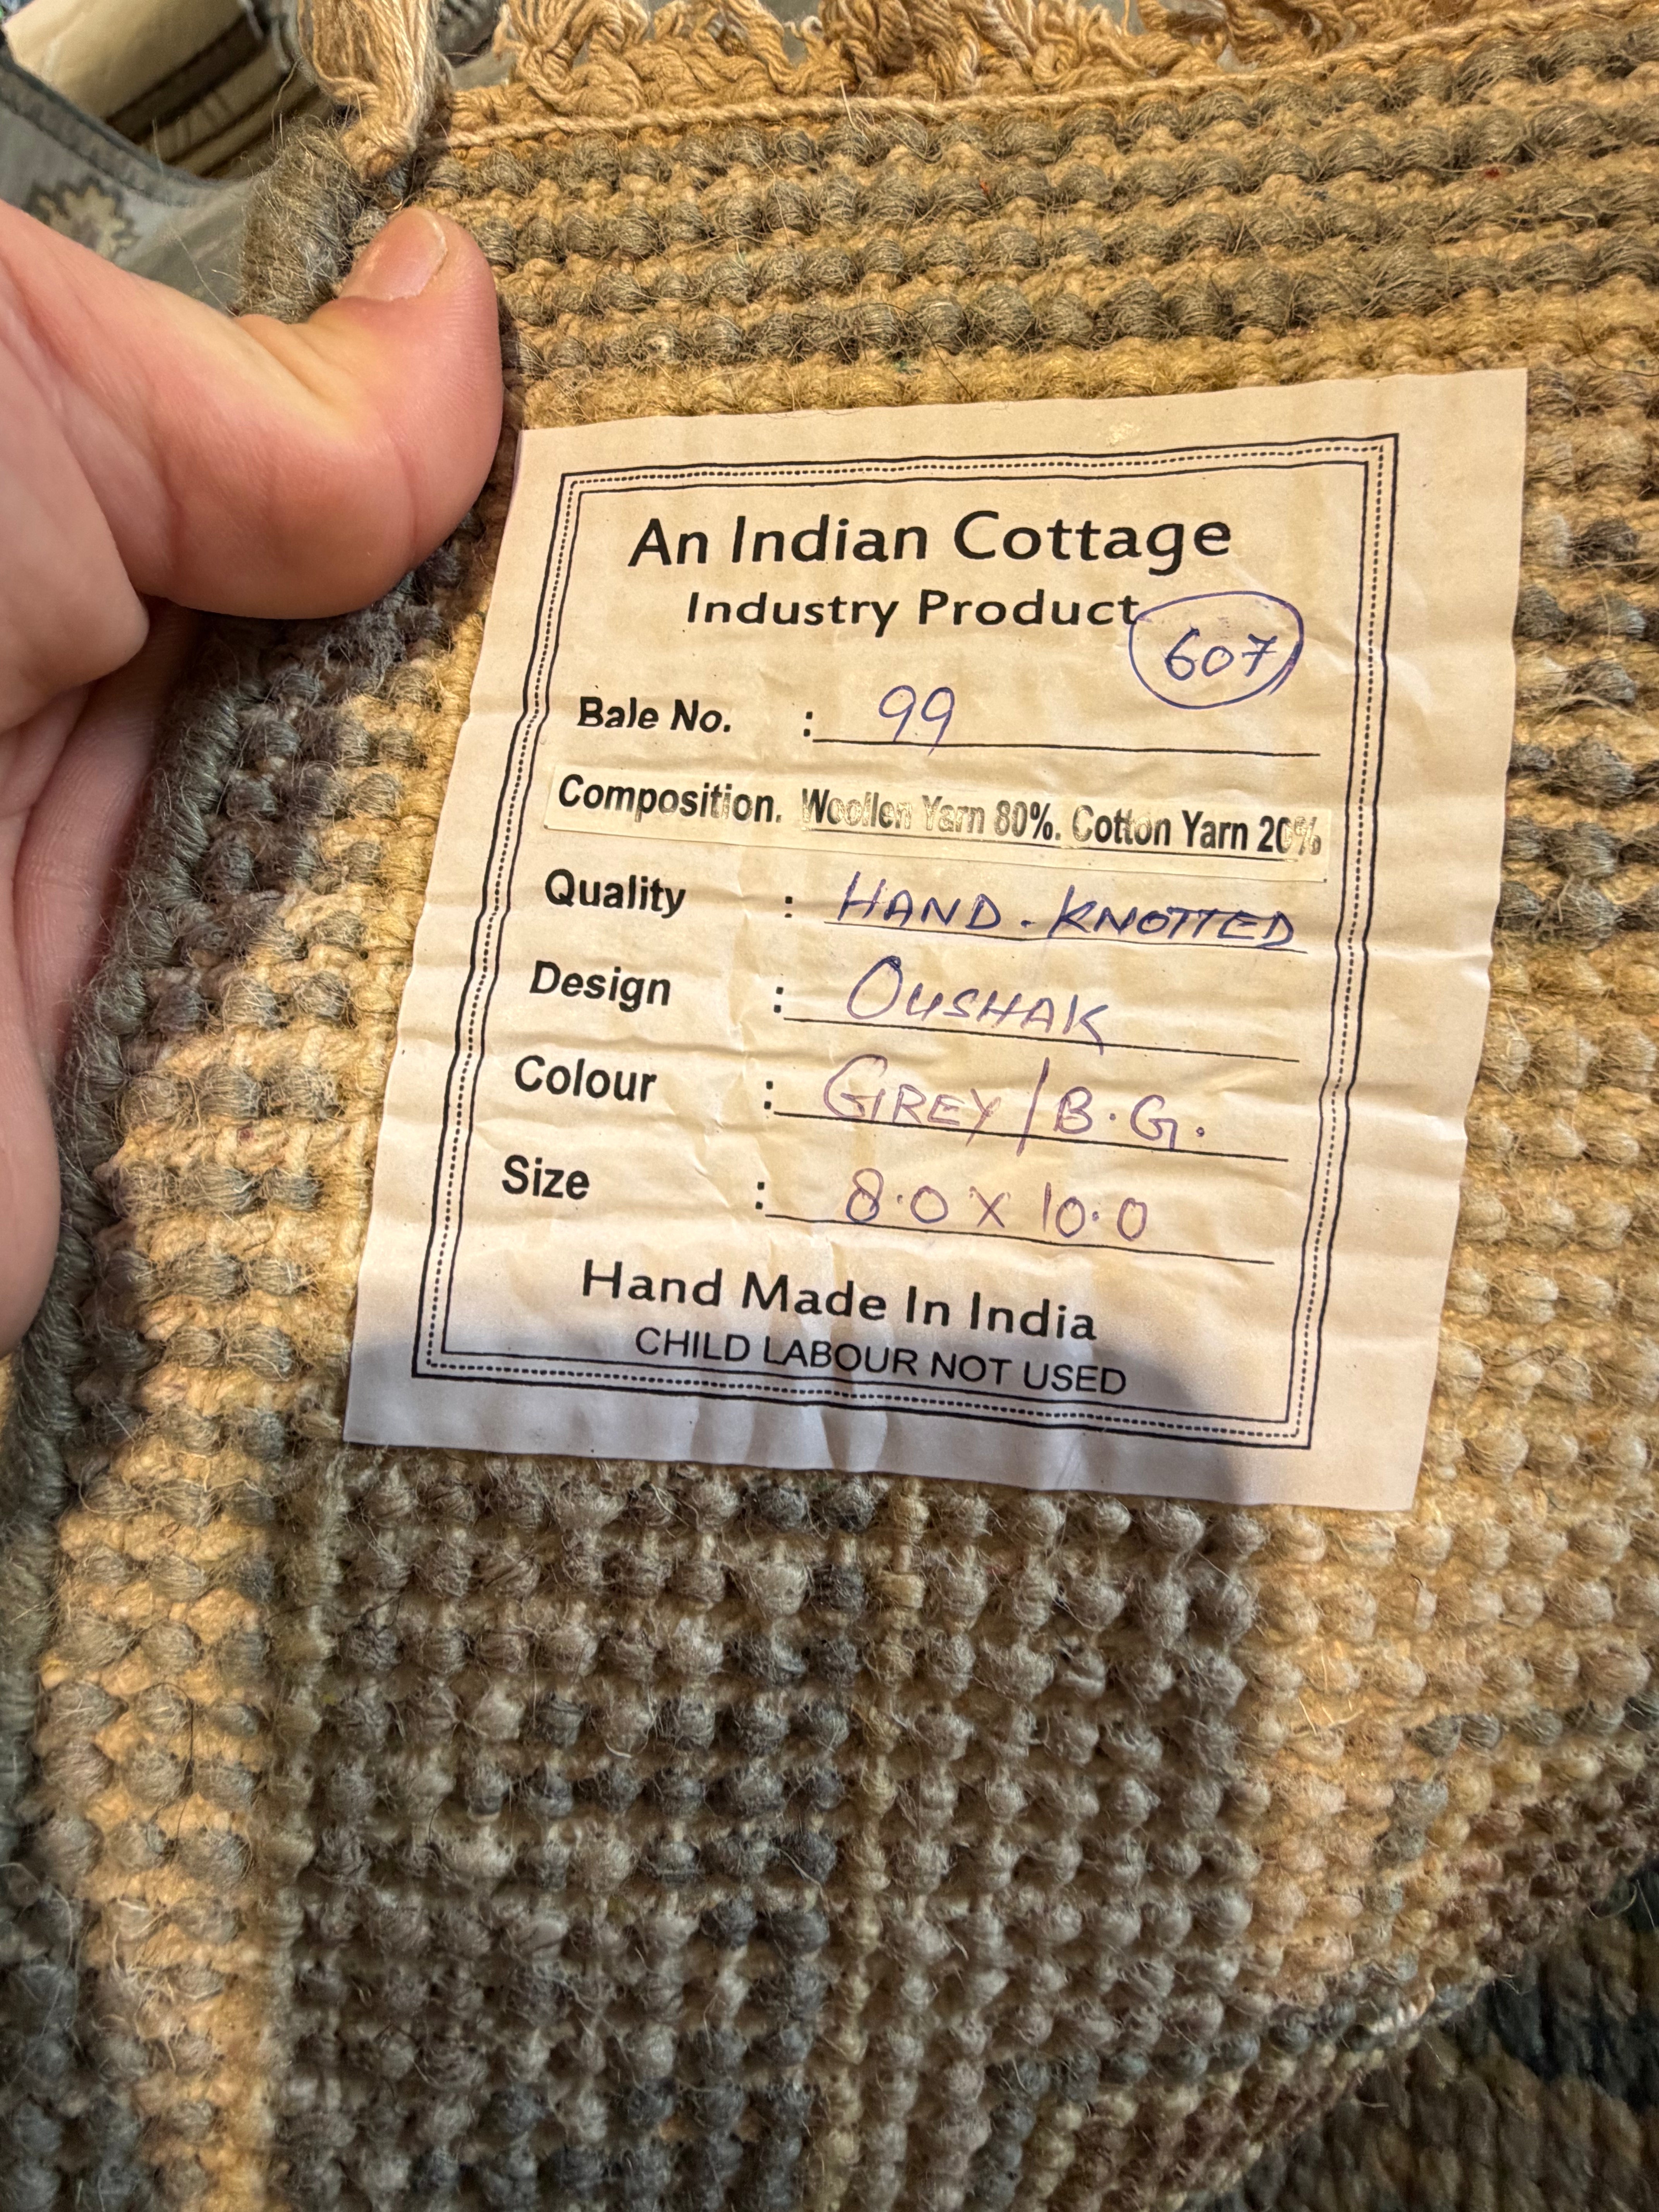 An Indian Cottage
Industry Product
607
Bale No. : 99
Composition. Woollen Yarn 80%. Cotton Yarn 20%
Quality : HAND-KNOTTED
Design : OUSHAK
Colour : GREY/B.G.
Size : 8.0 X 10.0
Hand Made In India
CHILD LABOUR NOT USED